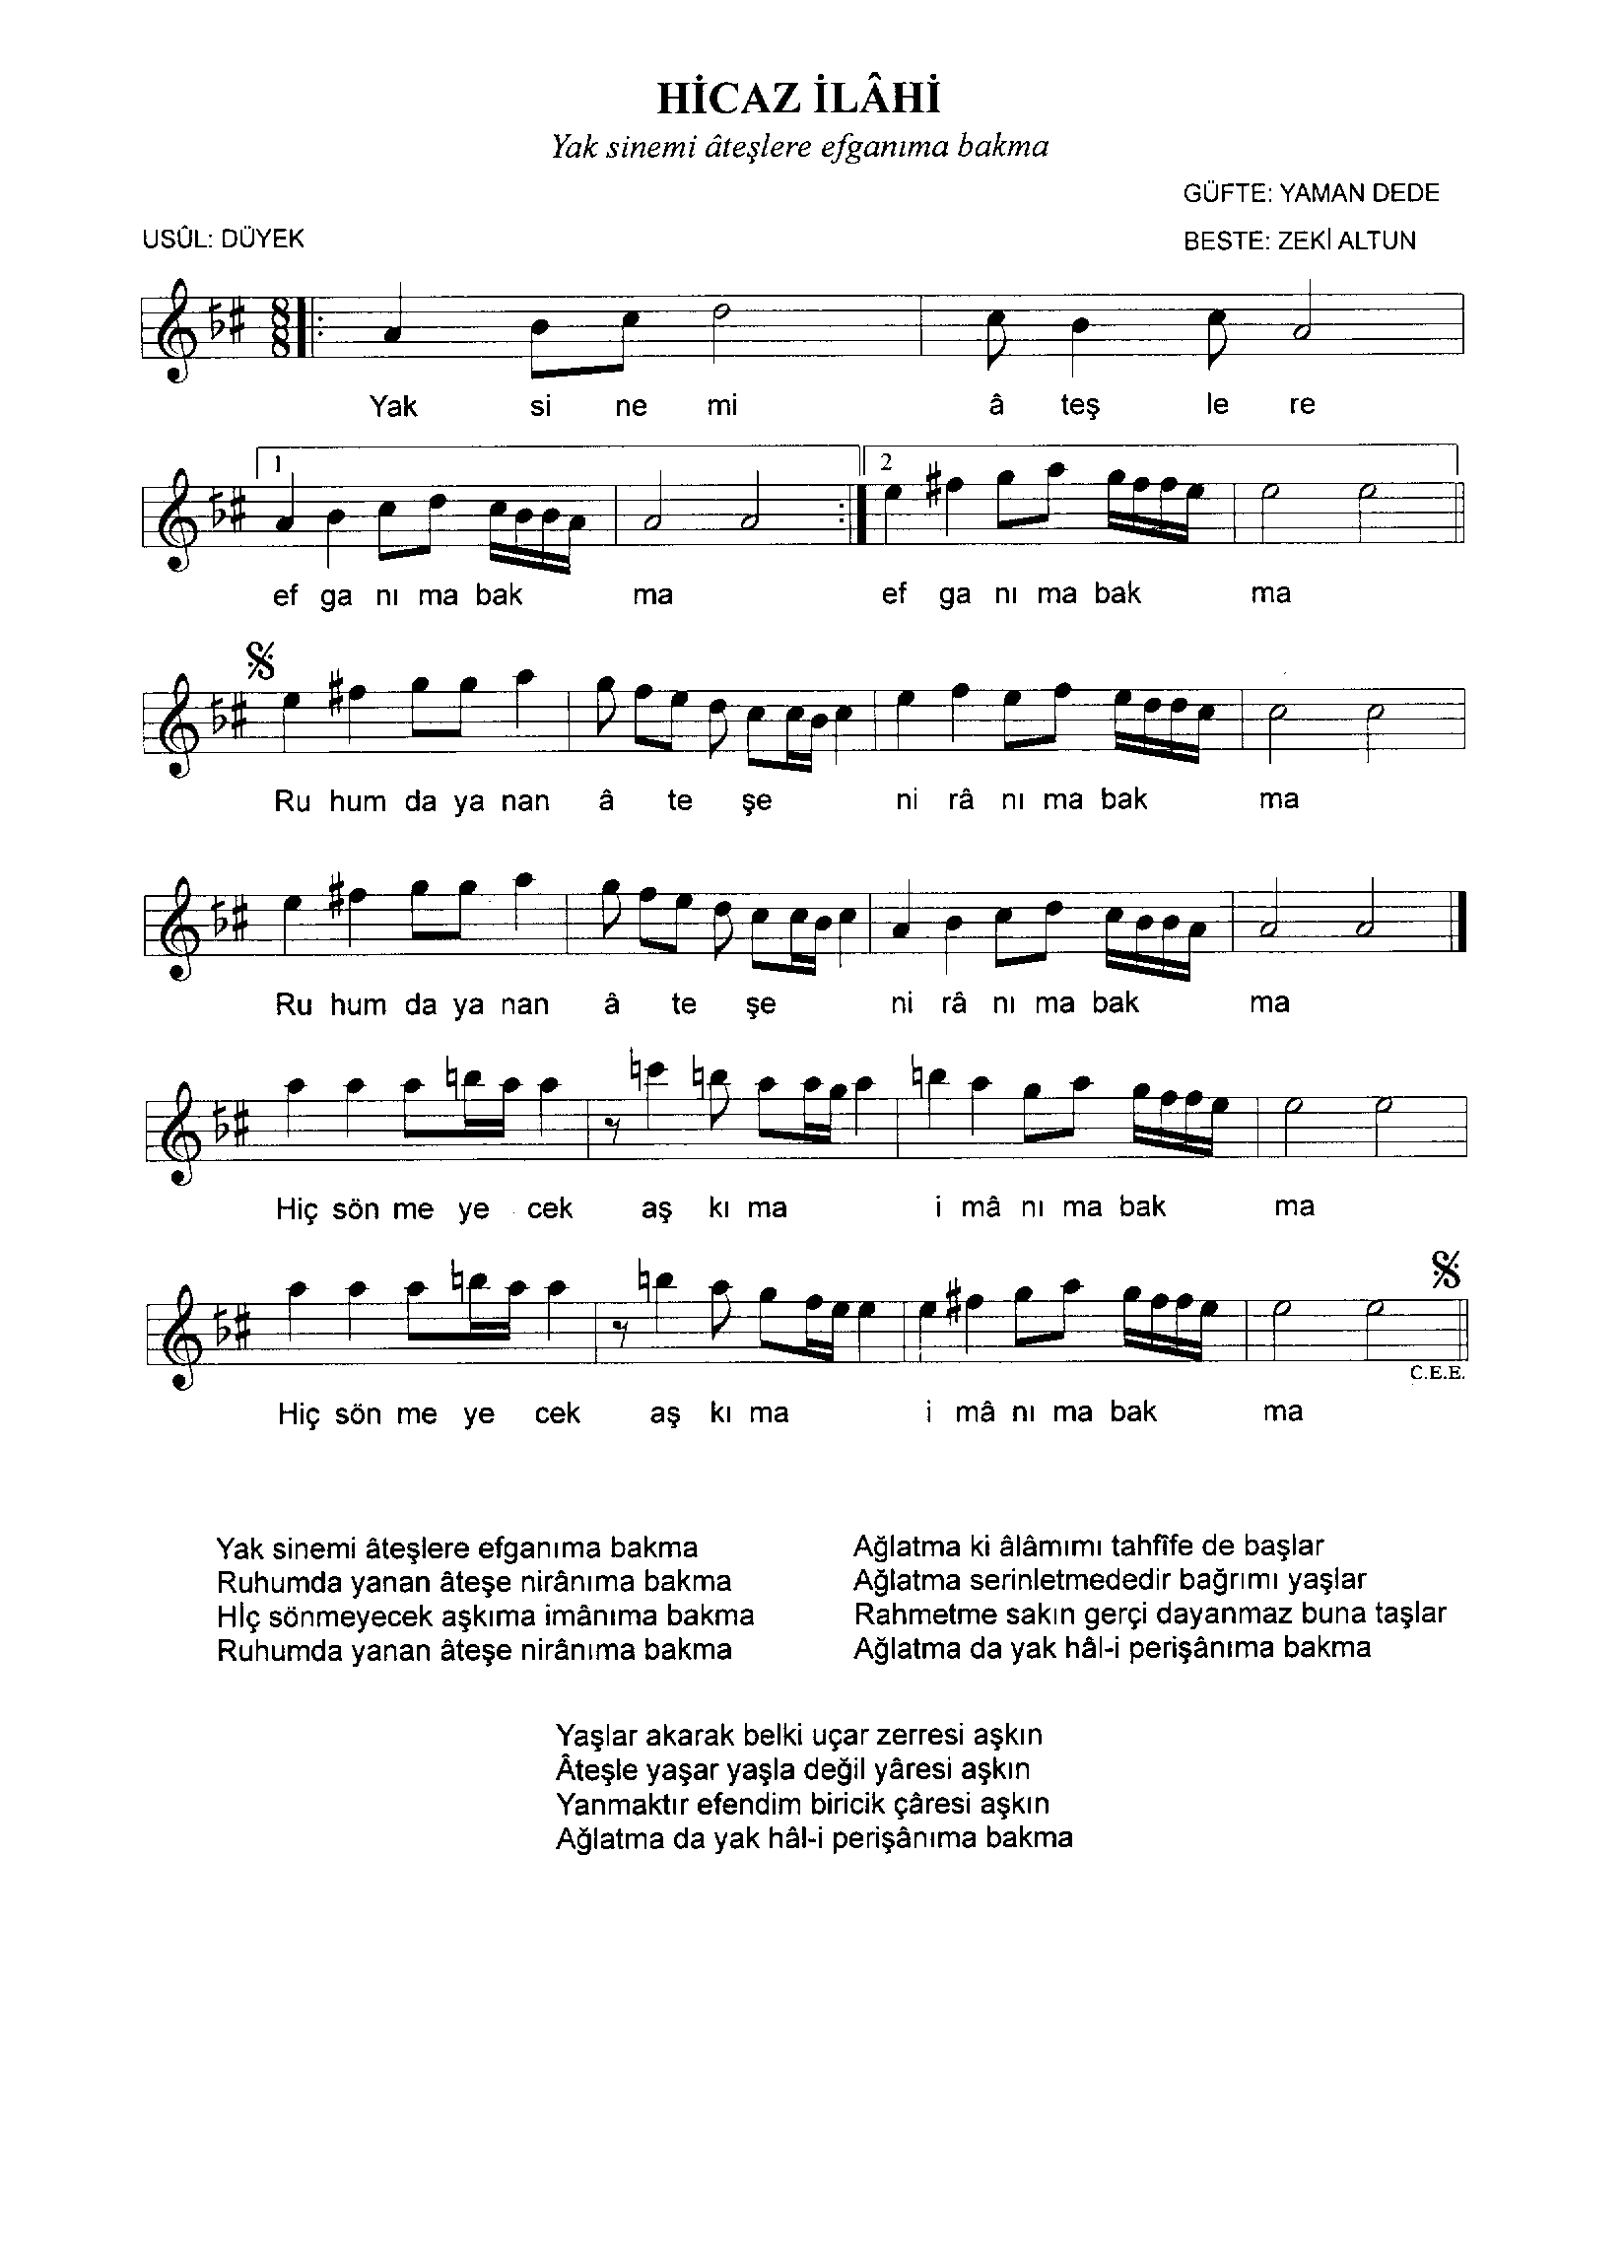 HİCAZ İLÂHİ
Yak sinemi âteşlere efganıma bakma
GÜFTE: YAMAN DEDE
USÛL: DÜYEK
BESTE: ZEKİ ALTUN
8 8
Yak si ne mi â teş le re
1 2
ef ga nı ma bak ma ef ga nı ma bak ma
Ru hum da ya nan â te şe ni râ nı ma bak ma
Ru hum da ya nan â te şe ni râ nı ma bak ma
Hiç sön me ye cek aş kı ma i mâ nı ma bak ma
C.E.E.
Hiç sön me ye cek aş kı ma i mâ nı ma bak ma
Yak sinemi âteşlere efganıma bakma
Ruhumda yanan âteşe nirânıma bakma
HİÇ sönmeyecek aşkıma imânıma bakma
Ruhumda yanan âteşe nirânıma bakma
Ağlatma ki âlâmımı tahfîfe de başlar
Ağlatma serinletmededir bağrımı yaşlar
Rahmetme sakın gerçi dayanmaz buna taşlar
Ağlatma da yak hâl-i perişânıma bakma
Yaşlar akarak belki uçar zerresi aşkın
Âteşle yaşar yaşla değil yâresi aşkın
Yanmaktır efendim biricik çâresi aşkın
Ağlatma da yak hâl-i perişânıma bakma